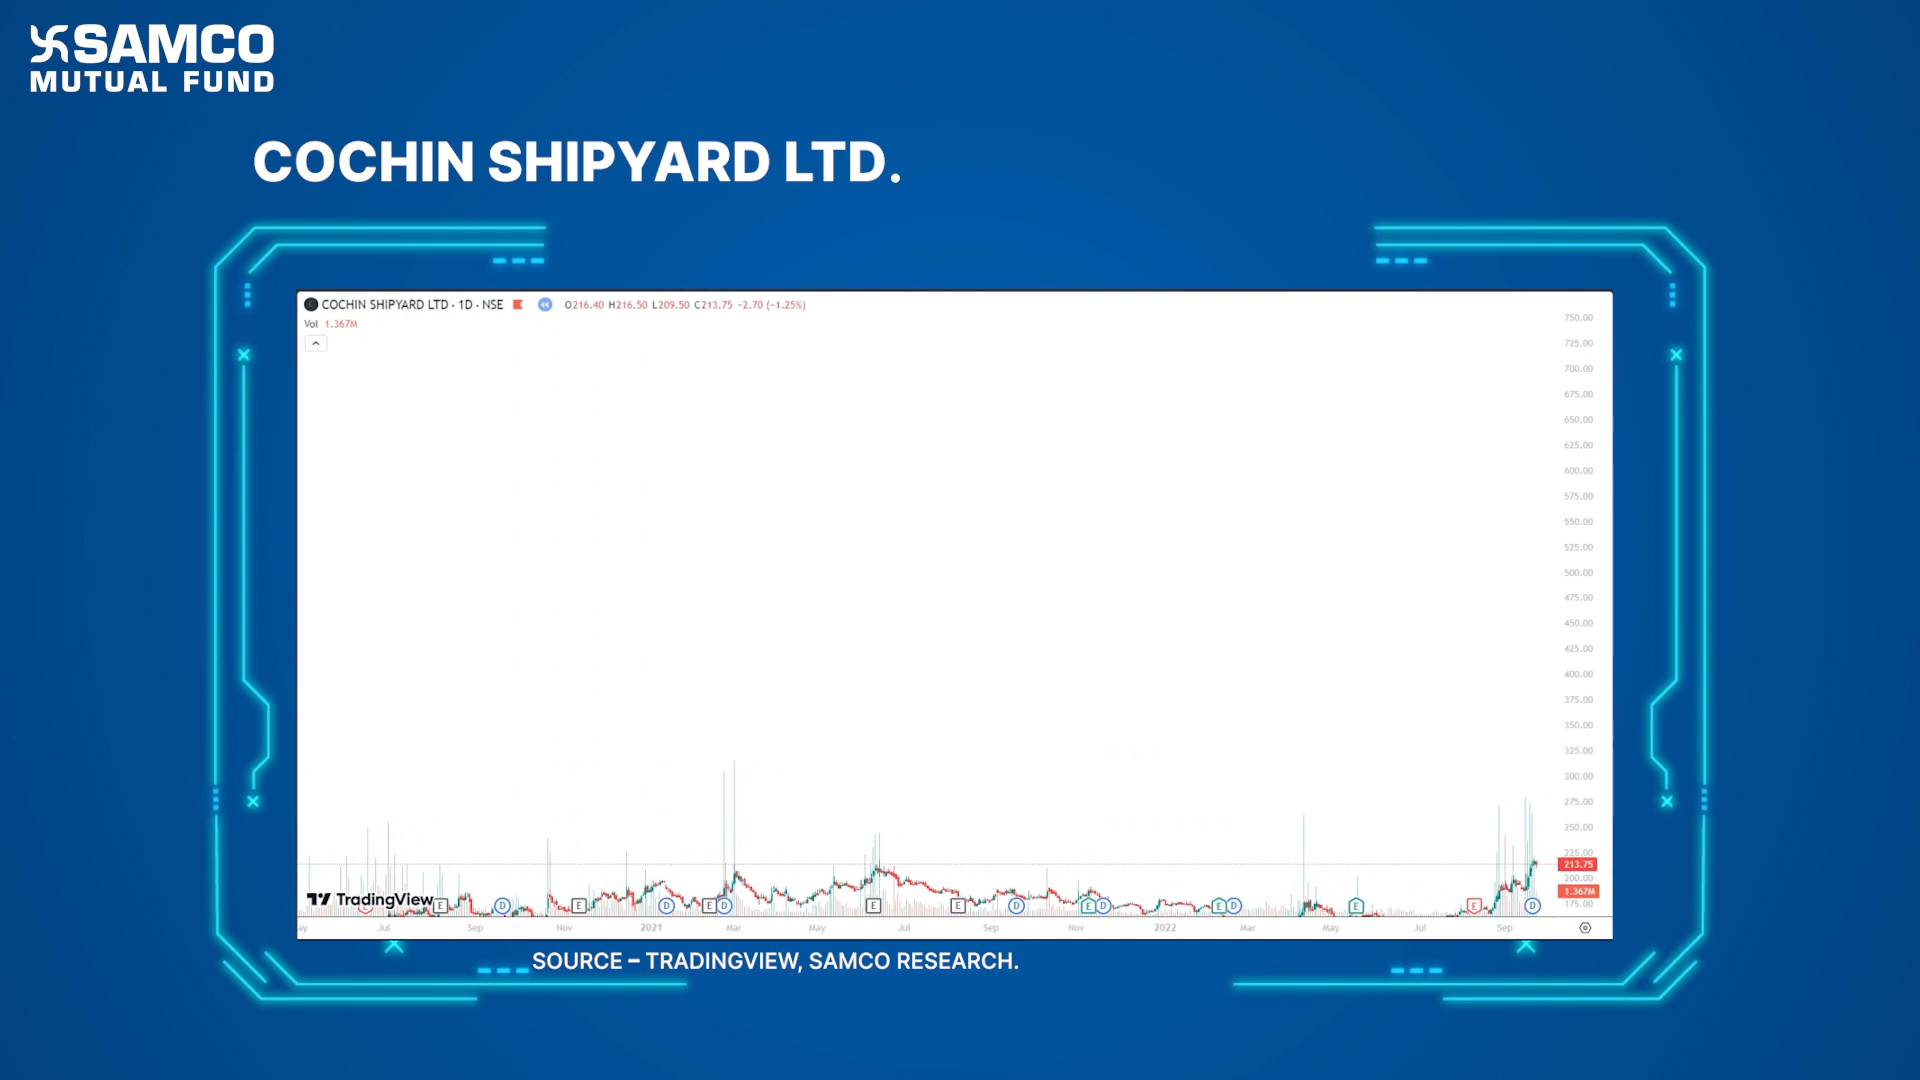 SAMCO
MUTUAL FUND
COCHIN SHIPYARD LTD.
COCHIN SHIPYARD LTD · 1D · NSE O216.40 H216.50 L209.50 C213.75 −2.70 (−1.25%)
Vol 1.367M
750.00
725.00
700.00
675.00
650.00
625.00
600.00
575.00
550.00
525.00
500.00
475.00
450.00
425.00
400.00
375.00
350.00
325.00
300.00
275.00
250.00
225.00
213.75
200.00
1.367M
175.00
TradingView E D E D E D E E D E D E D E E D
Jul Sep Nov 2021 Mar May Jul Sep Nov 2022 Mar May Jul Sep
SOURCE – TRADINGVIEW, SAMCO RESEARCH.